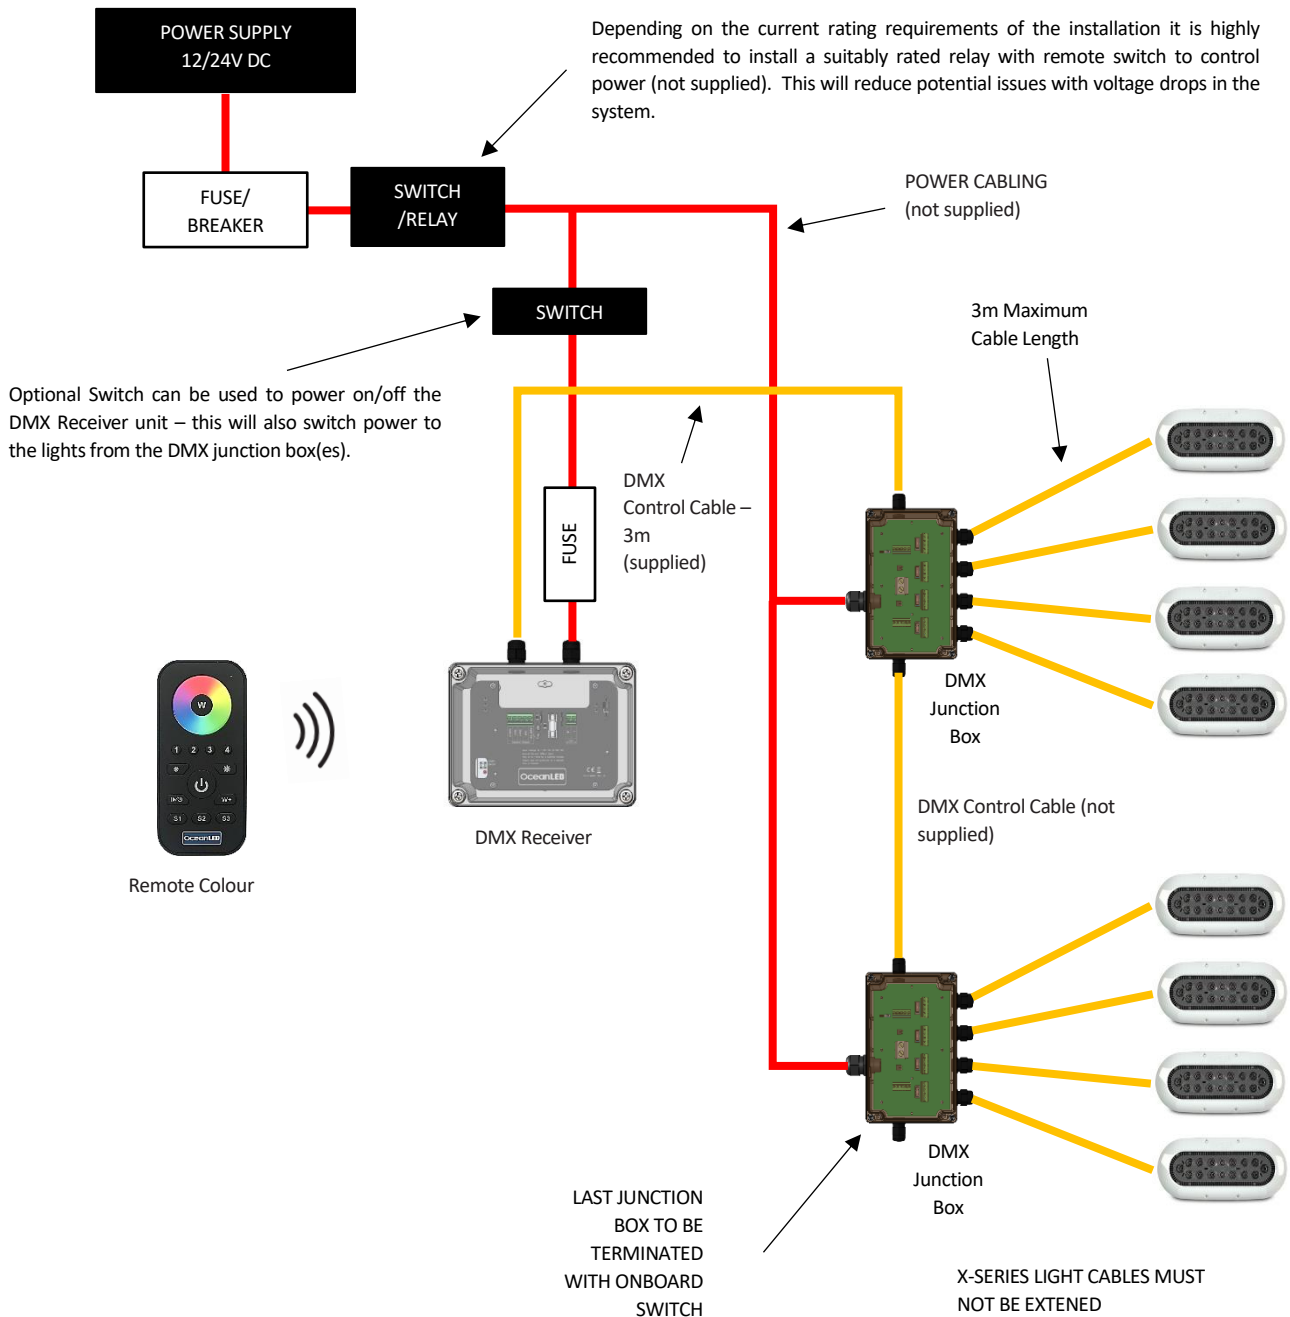 POWER SUPPLY
12/24V DC
Depending on the current rating requirements of the installation it is highly
recommended to install a suitably rated relay with remote switch to control
power (not supplied). This will reduce potential issues with voltage drops in the
system.
FUSE/
BREAKER
SWITCH
/RELAY
POWER CABLING
(not supplied)
SWITCH
3m Maximum
Cable Length
Optional Switch can be used to power on/off the
DMX Receiver unit – this will also switch power to
the lights from the DMX junction box(es).
DMX
Control Cable –
3m
(supplied)
FUSE
DMX
Junction
Box
W
1 2 3 4
W+
S1 S2 S3
OceanLED
OceanLED
DMX Receiver
Remote Colour
DMX Control Cable (not
supplied)
DMX
Junction
Box
LAST JUNCTION
BOX TO BE
TERMINATED
WITH ONBOARD
SWITCH
X-SERIES LIGHT CABLES MUST
NOT BE EXTENED